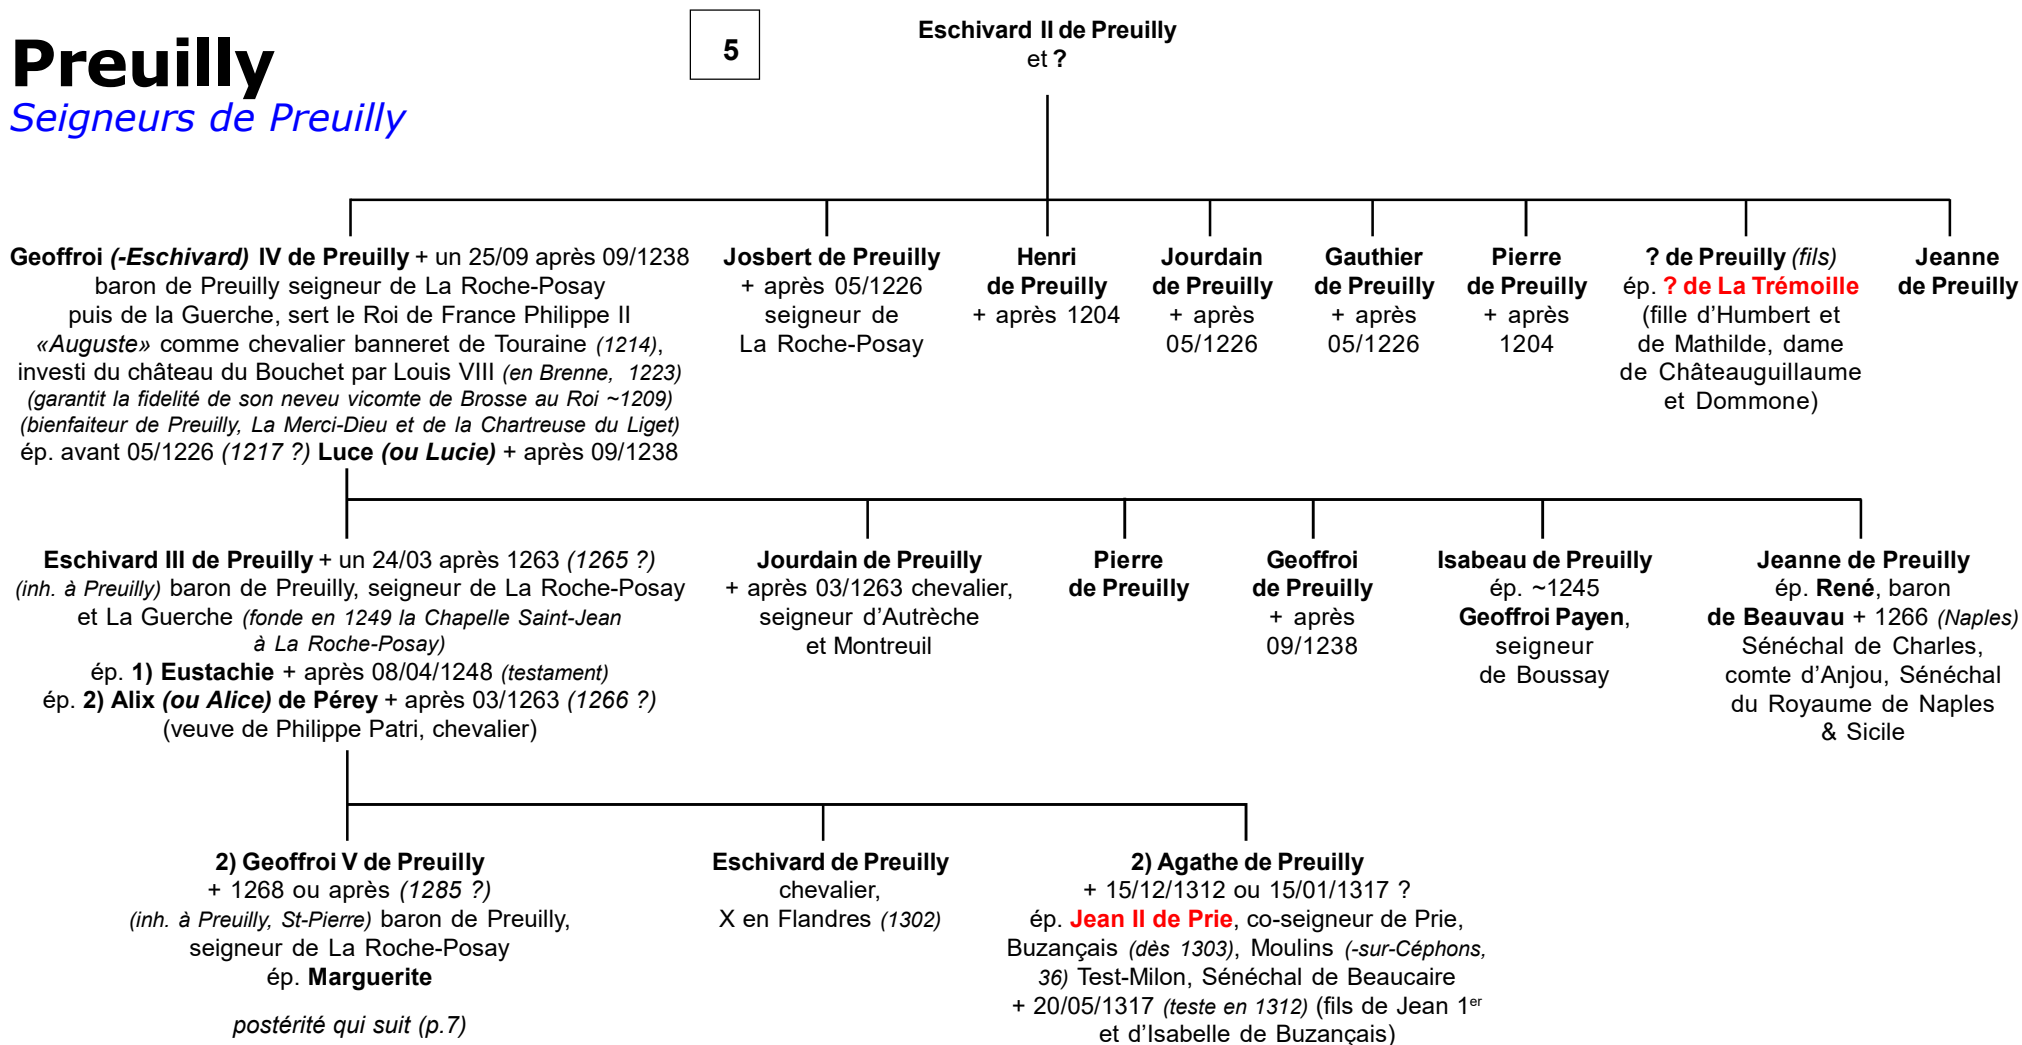 Preuilly
Seigneurs de Preuilly
5
Eschivard II de Preuilly
et ?
Geoffroi (-Eschivard) IV de Preuilly + un 25/09 après 09/1238
baron de Preuilly seigneur de La Roche-Posay
puis de la Guerche, sert le Roi de France Philippe II
«Auguste» comme chevalier banneret de Touraine (1214),
investi du château du Bouchet par Louis VIII (en Brenne, 1223)
(garantit la fidelité de son neveu vicomte de Brosse au Roi ~1209)
(bienfaiteur de Preuilly, La Merci-Dieu et de la Chartreuse du Liget)
ép. avant 05/1226 (1217 ?) Luce (ou Lucie) + après 09/1238
Josbert de Preuilly
+ après 05/1226
seigneur de
La Roche-Posay
Henri
de Preuilly
+ après 1204
Jourdain
de Preuilly
+ après
05/1226
Gauthier
de Preuilly
+ après
05/1226
Pierre
de Preuilly
+ après
1204
? de Preuilly (fils)
ép. ? de La Trémoille
(fille d'Humbert et
de Mathilde, dame
de Châteauguillaume
et Dommone)
Jeanne
de Preuilly
Eschivard III de Preuilly + un 24/03 après 1263 (1265 ?)
(inh. à Preuilly) baron de Preuilly, seigneur de La Roche-Posay
et La Guerche (fonde en 1249 la Chapelle Saint-Jean
à La Roche-Posay)
ép. 1) Eustachie + après 08/04/1248 (testament)
ép. 2) Alix (ou Alice) de Pérey + après 03/1263 (1266 ?)
(veuve de Philippe Patri, chevalier)
Jourdain de Preuilly
+ après 03/1263 chevalier,
seigneur d'Autrèche
et Montreuil
Pierre
de Preuilly
Geoffroi
de Preuilly
+ après
09/1238
Isabeau de Preuilly
ép. ~1245
Geoffroi Payen,
seigneur
de Boussay
Jeanne de Preuilly
ép. René, baron
de Beauvau + 1266 (Naples)
Sénéchal de Charles,
comte d'Anjou, Sénéchal
du Royaume de Naples
& Sicile
2) Geoffroi V de Preuilly
+ 1268 ou après (1285 ?)
(inh. à Preuilly, St-Pierre) baron de Preuilly,
seigneur de La Roche-Posay
ép. Marguerite
postérité qui suit (p.7)
Eschivard de Preuilly
chevalier,
X en Flandres (1302)
2) Agathe de Preuilly
+ 15/12/1312 ou 15/01/1317 ?
ép. Jean II de Prie, co-seigneur de Prie,
Buzançais (dès 1303), Moulins (-sur-Céphons,
36) Test-Milon, Sénéchal de Beaucaire
+ 20/05/1317 (teste en 1312) (fils de Jean 1er
et d'Isabelle de Buzançais)